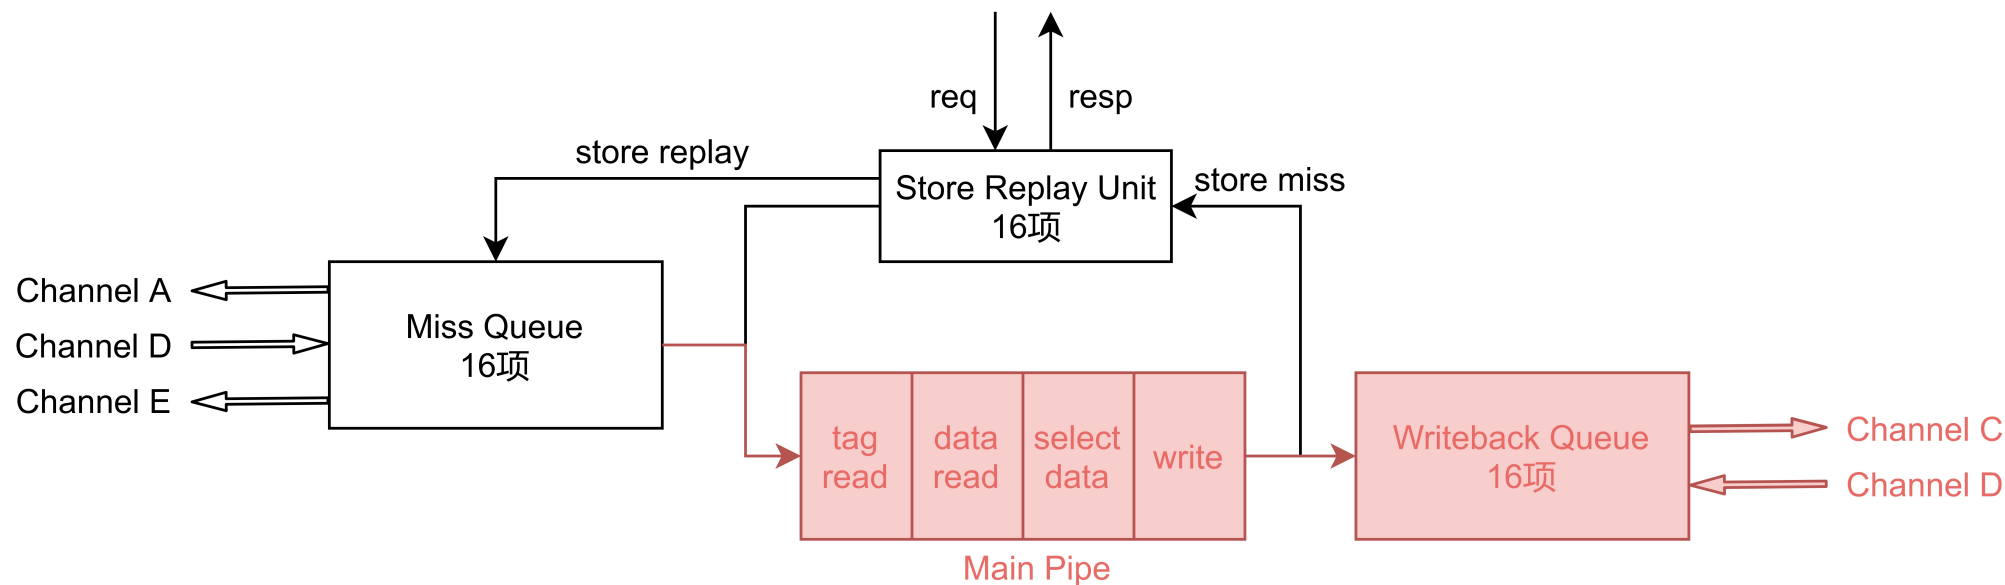 req
resp
store replay
Store Replay Unit
16项
store miss
Channel A
Channel D
Channel E
Miss Queue
16项
tag
read
data
read
select
data
write
Main Pipe
Writeback Queue
16项
Channel C
Channel D